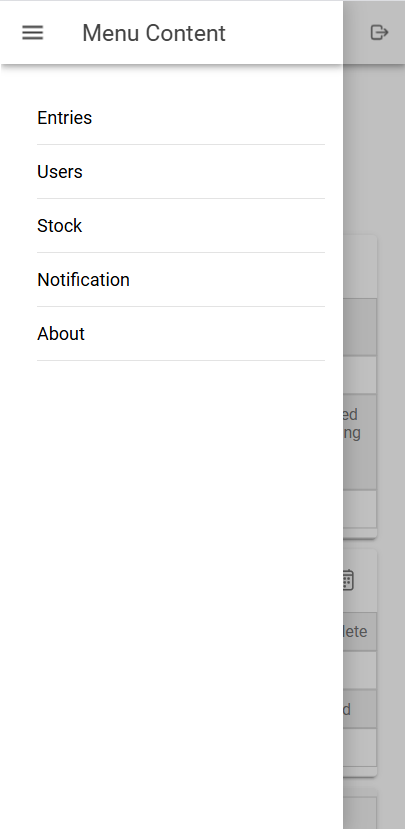 Menu Content
Entries
Users
Stock
Notification
About